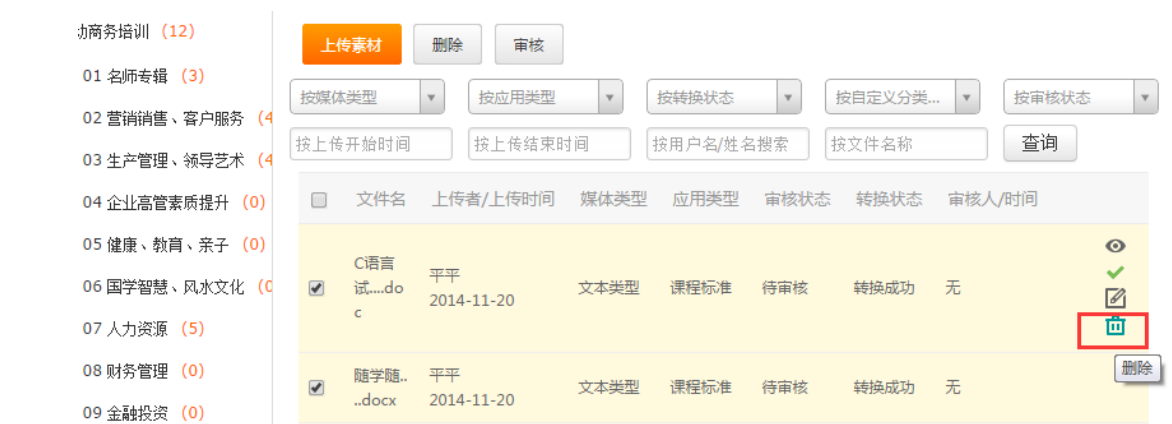 动商务培训 (12)
01 名师专辑 (3)
02 营销销售、客户服务 (4
03 生产管理、领导艺术 (4
04 企业高管素质提升 (0)
05 健康、教育、亲子 (0)
06 国学智慧、风水文化 (0
07 人力资源 (5)
08 财务管理 (0)
09 金融投资 (0)
上传素材 删除 审核
按媒体类型 按应用类型 按转换状态 按自定义分类... 按审核状态
按上传开始时间 按上传结束时间 按用户名/姓名搜索 按文件名称 查询
文件名 上传者/上传时间 媒体类型 应用类型 审核状态 转换状态 审核人/时间
C语言
试....do
c
平平
2014-11-20
文本类型 课程标准 待审核 转换成功 无
删除
随学随..
..docx
平平
2014-11-20
文本类型 课程标准 待审核 转换成功 无